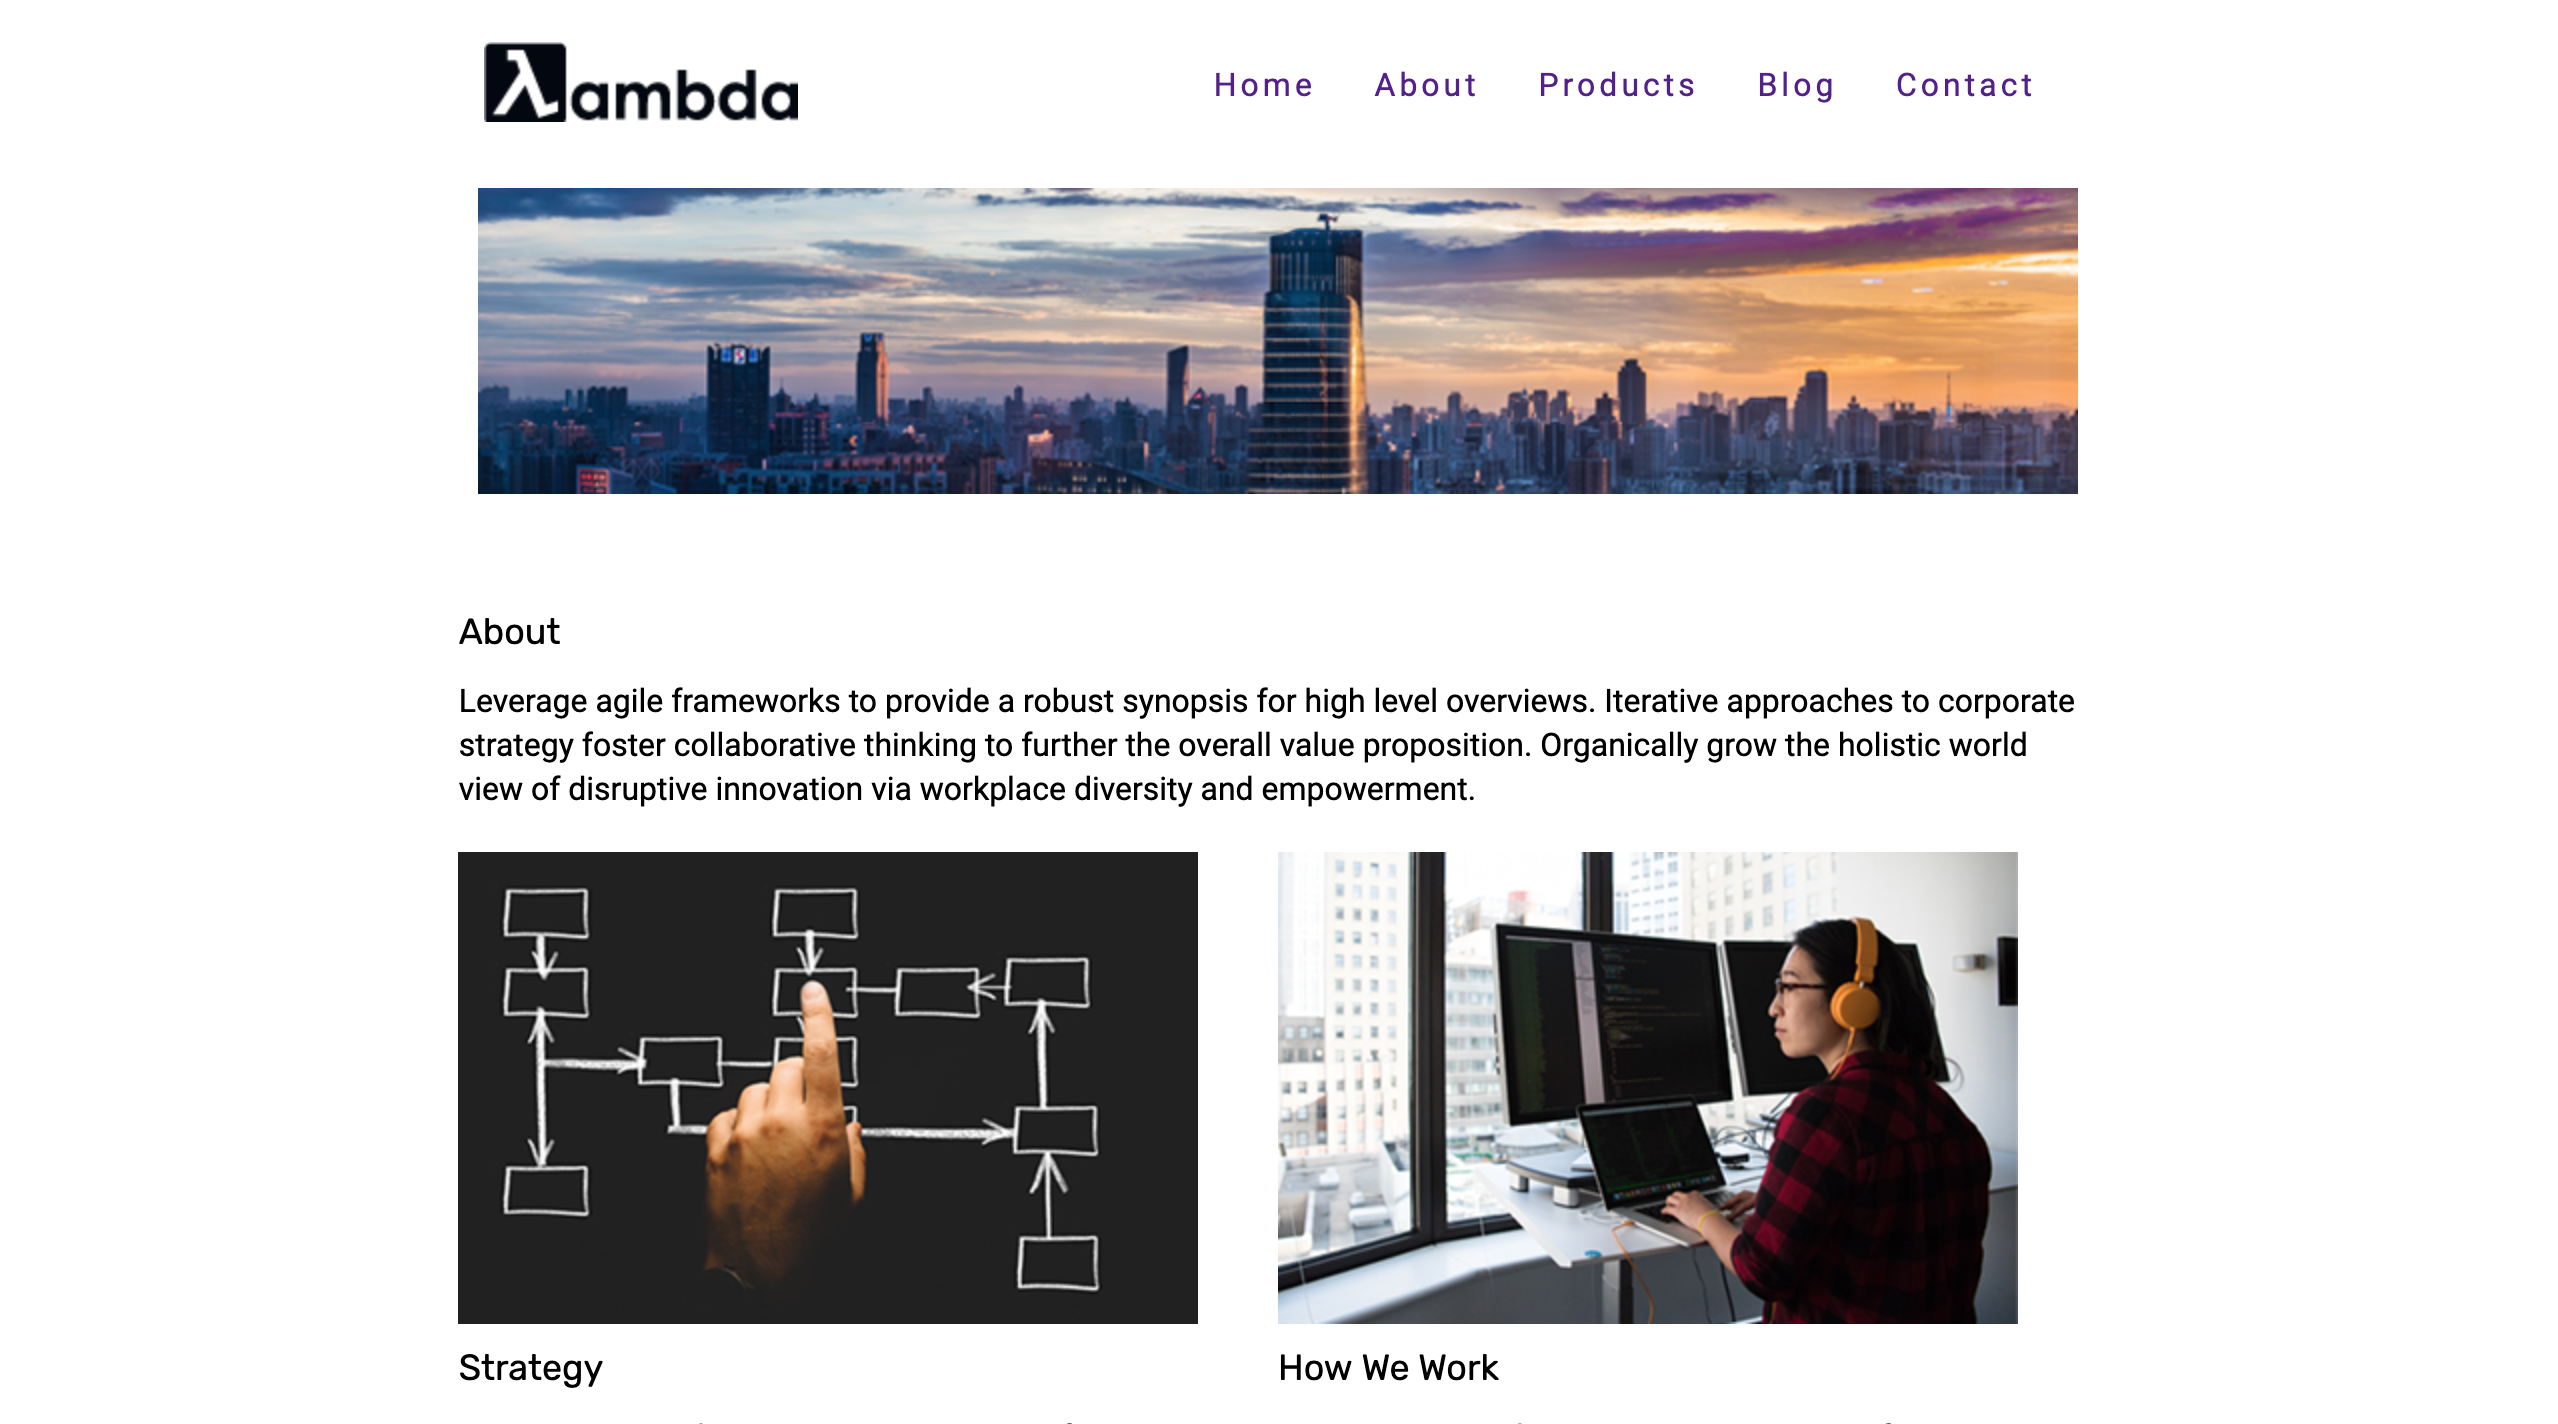 λambda
Home About Products Blog Contact
About
Leverage agile frameworks to provide a robust synopsis for high level overviews. Iterative approaches to corporate
strategy foster collaborative thinking to further the overall value proposition. Organically grow the holistic world
view of disruptive innovation via workplace diversity and empowerment.
Strategy
How We Work